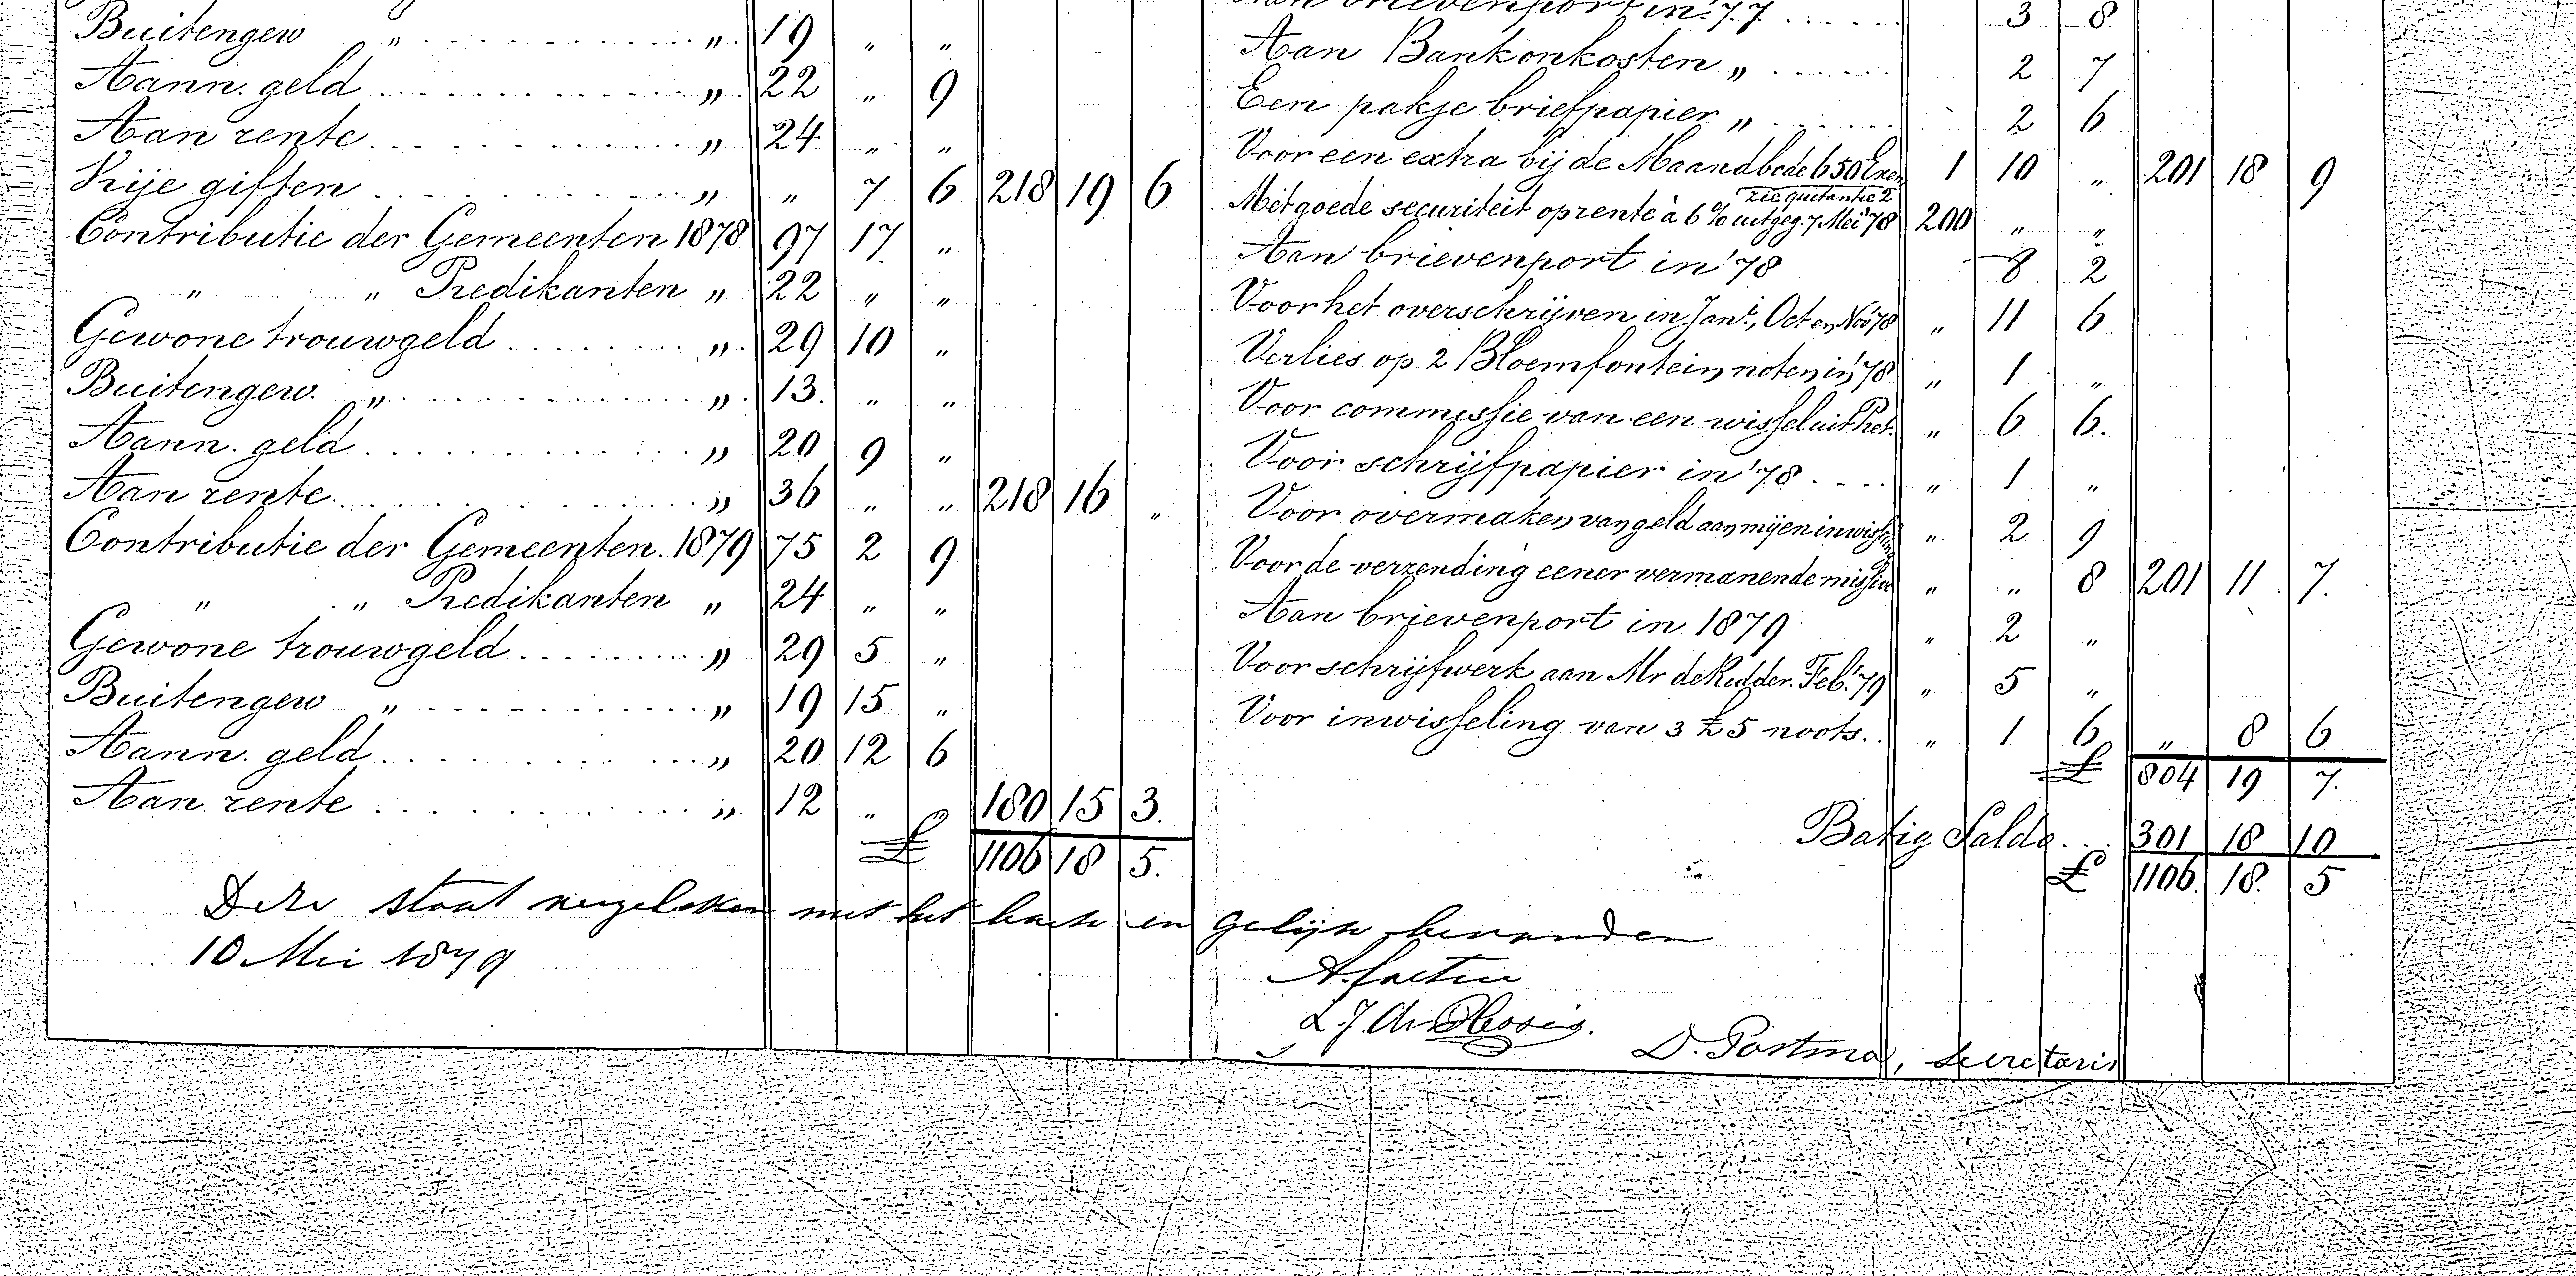 Buitengew „ „ 19 „ „
Aann. geld „ 22 „ 9
Aan rente „ 24 „ „
Vrije giften „ „ 7 6 218 19 6
Contributie der Gemeenten 1878 97 17 „
„ „ Predikanten „ 22 „ „
Gewone trouwgeld „ 29 10 „
Buitengew. „ „ 13. „ „
Aann. geld „ 20 9 „
Aan rente „ 36 „ „ 218 16 „
Contributie der Gemeenten. 1879 75 2 9
„ „ Predikanten „ 24 „ „
Gewone trouwgeld „ 29 5 „
Buitengew „ „ 19 15 „
Aann. geld „ 20 12 6
Aan rente „ 12 „ „ 180 15 3.
£ 1106 18 5.
Aan brievenport in '77 3 8
Aan Bankonkosten „ 2 7
Een pakje briefpapier „ 2 6
Voor een extra bij de Maandbode 650 Exem 1 10 „ 201 18 9
zie quitantie 2
Met goede securiteit op rente à 6% uitgeg. 7 Mei '78 200 „ „
Aan brievenport in '78 8 2
Voor het overschrijven in Jan., Oct en Nov '78 „ 11 6
Verlies op 2 Bloemfontein noten in '78 „ 1 „
Voor commissie van een wissel uit Pret. „ 6 6.
Voor schrijfpapier in '78 „ 1 „
Voor overmaken van geld aan mij en inwisseling „ 2 9
Voor de verzending eener vermanende missive „ „ 8 201 11 7.
Aan brievenport in 1879 „ 2 „
Voor schrijfwerk aan Mr de Ridder. Feb. '79 „ 5 „
Voor inwisseling van 3 £5 noots. „ 1 6 „ 8 6
£ 804 19 7.
Batig Saldo 301 18 10
£ 1106. 18. 5
Deze staat vergeleken met het boek en gelijk bevonden
10 Mei 1879
L. J. du Plessis.
D. Postma, secretaris